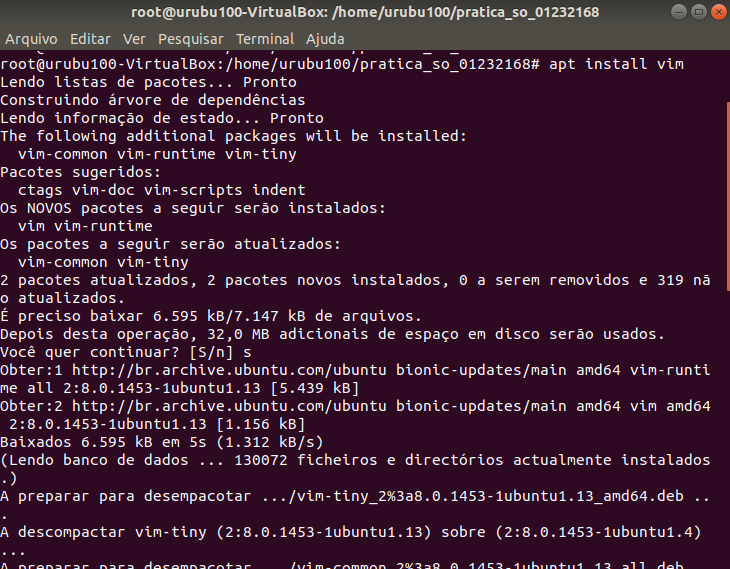 root@urubu100-VirtualBox: /home/urubu100/pratica_so_01232168
Arquivo Editar Ver Pesquisar Terminal Ajuda
root@urubu100-VirtualBox:/home/urubu100/pratica_so_01232168# apt install vim
Lendo listas de pacotes... Pronto
Construindo árvore de dependências
Lendo informação de estado... Pronto
The following additional packages will be installed:
  vim-common vim-runtime vim-tiny
Pacotes sugeridos:
  ctags vim-doc vim-scripts indent
Os NOVOS pacotes a seguir serão instalados:
  vim vim-runtime
Os pacotes a seguir serão atualizados:
  vim-common vim-tiny
2 pacotes atualizados, 2 pacotes novos instalados, 0 a serem removidos e 319 nã
o atualizados.
É preciso baixar 6.595 kB/7.147 kB de arquivos.
Depois desta operação, 32,0 MB adicionais de espaço em disco serão usados.
Você quer continuar? [S/n] s
Obter:1 http://br.archive.ubuntu.com/ubuntu bionic-updates/main amd64 vim-runti
me all 2:8.0.1453-1ubuntu1.13 [5.439 kB]
Obter:2 http://br.archive.ubuntu.com/ubuntu bionic-updates/main amd64 vim amd64
 2:8.0.1453-1ubuntu1.13 [1.156 kB]
Baixados 6.595 kB em 5s (1.312 kB/s)
(Lendo banco de dados ... 130072 ficheiros e directórios actualmente instalados
.)
A preparar para desempacotar .../vim-tiny_2%3a8.0.1453-1ubuntu1.13_amd64.deb ..
.
A descompactar vim-tiny (2:8.0.1453-1ubuntu1.13) sobre (2:8.0.1453-1ubuntu1.4)
...
A preparar para desempacotar .../vim-common_2%3a8.0.1453-1ubuntu1.13_all.deb